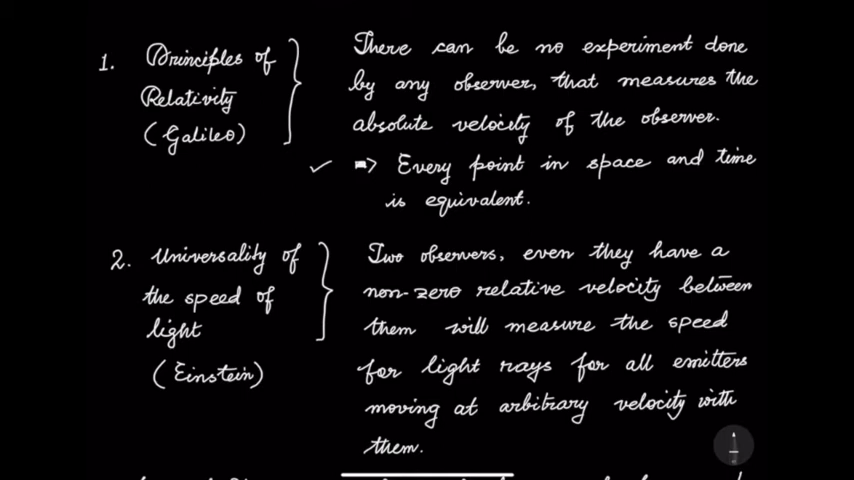 1. Principles of
Relativity
(Galileo)
There can be no experiment done
by any observer, that measures the
absolute velocity of the observer.
✓ => Every point in space and time
is equivalent.
2. Universality of
the speed of
light
(Einstein)
Two observers, even they have a
non-zero relative velocity between
them will measure the speed
for light rays for all emitters
moving at arbitrary velocity with
them.